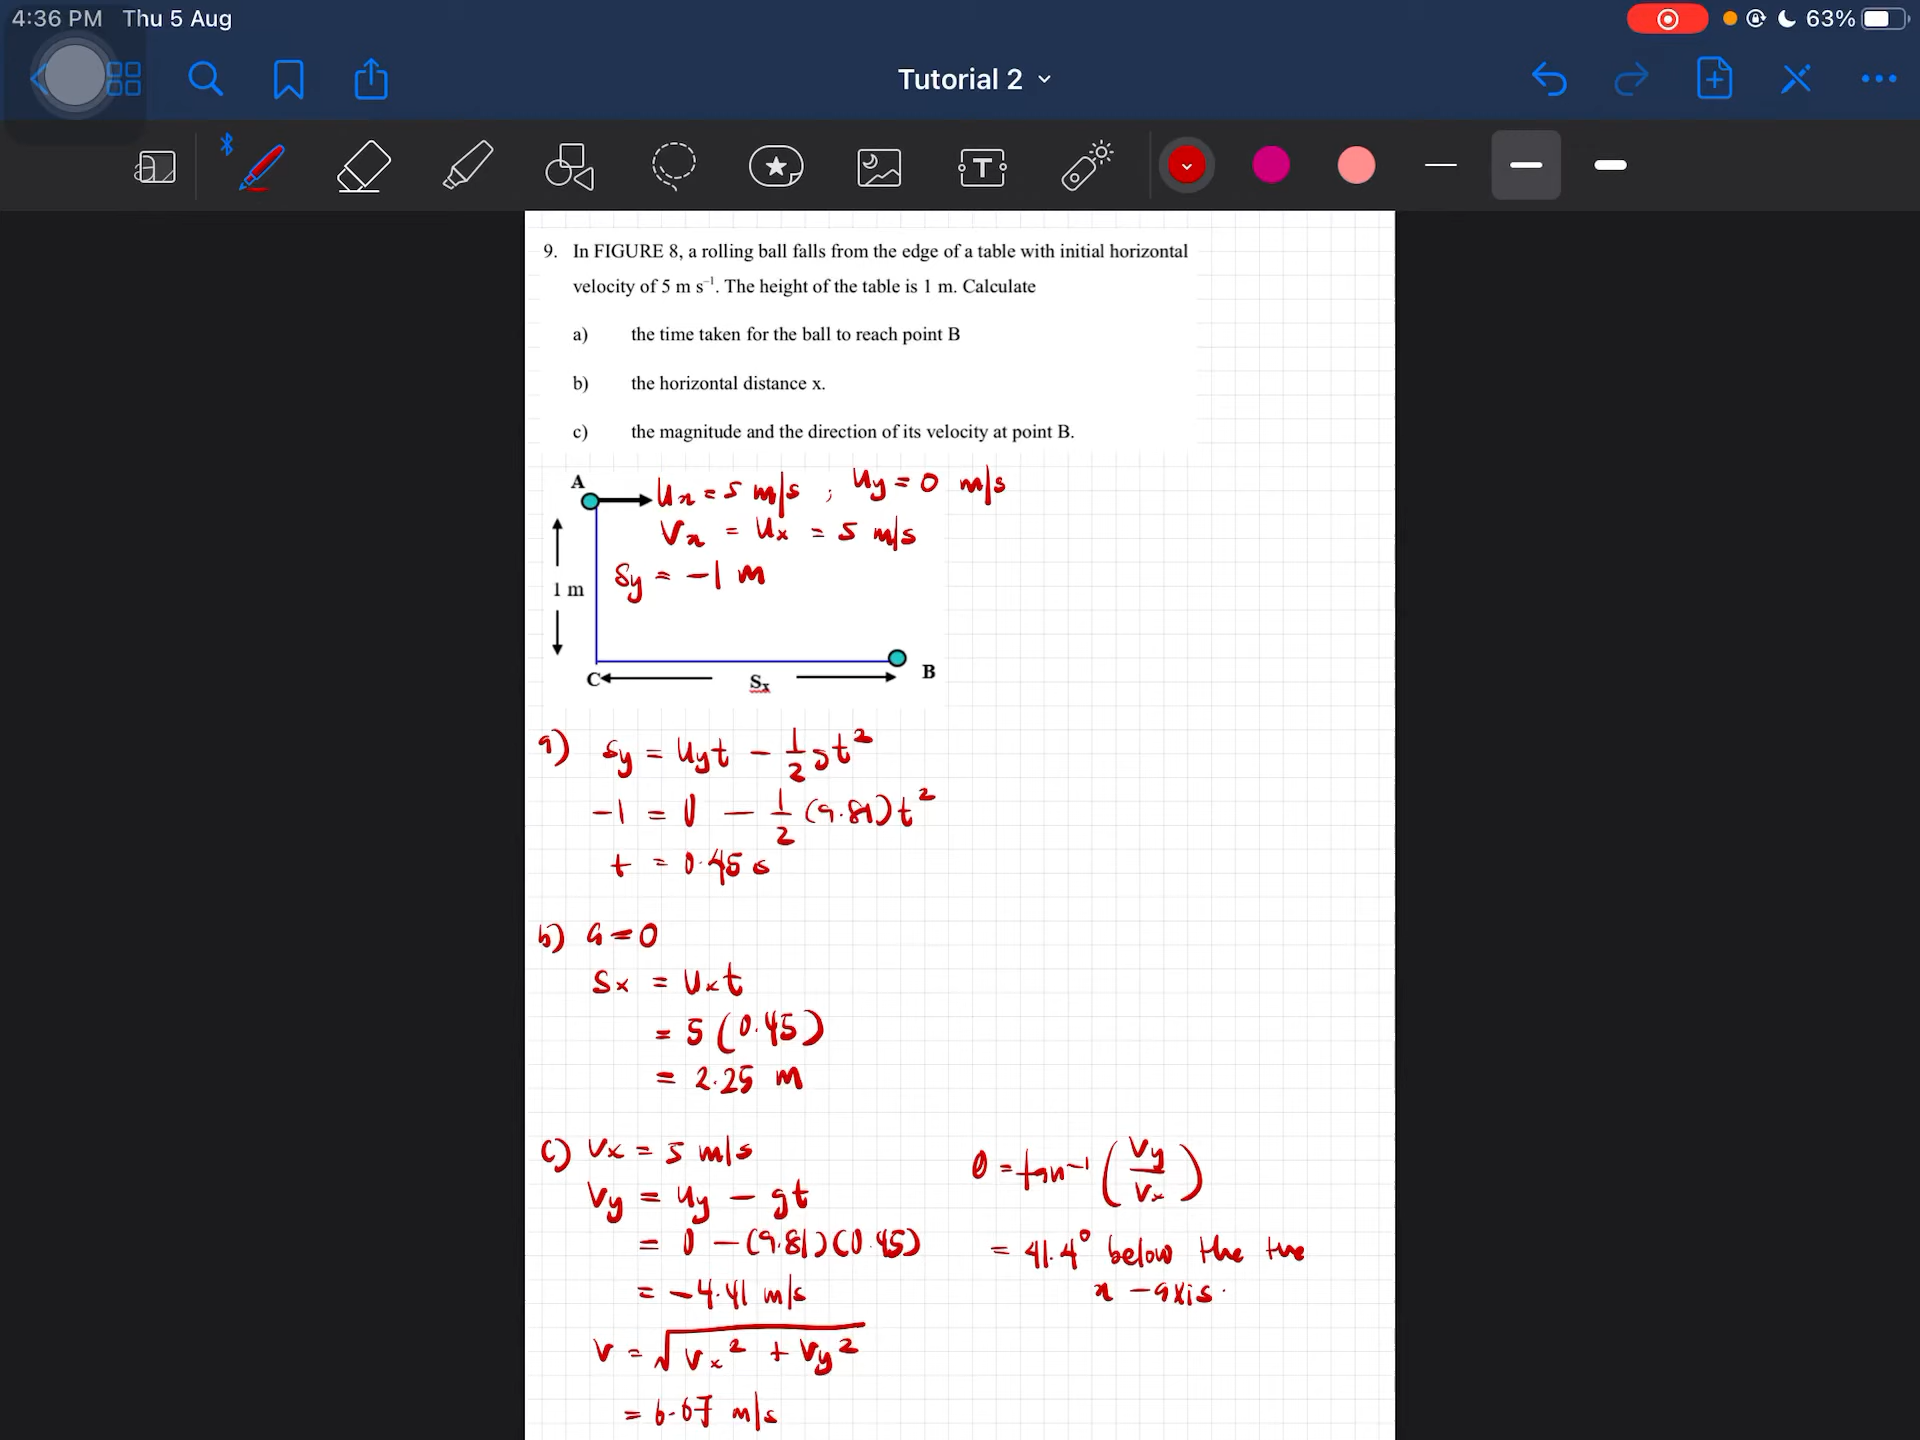 4:36 PM Thu 5 Aug
63%
Tutorial 2
9. In FIGURE 8, a rolling ball falls from the edge of a table with initial horizontal
velocity of 5 m s⁻¹. The height of the table is 1 m. Calculate
a) the time taken for the ball to reach point B
b) the horizontal distance x.
c) the magnitude and the direction of its velocity at point B.
A
ux = 5 m/s ; uy = 0 m/s
Vx = Ux = 5 m/s
Sy = -1 m
1 m
B
C
Sx
a) Sy = Uyt - 1/2 gt²
-1 = 0 - 1/2 (9.81)t²
t = 0.45 s
b) a = 0
Sx = Uxt
= 5 (0.45)
= 2.25 m
c) Vx = 5 m/s
Vy = uy - gt
= 0 - (9.81)(0.45)
= -4.41 m/s
V = √Vx² + Vy²
= 6.67 m/s
θ = tan⁻¹ (Vy/Vx)
= 41.4° below the +ve
x-axis.